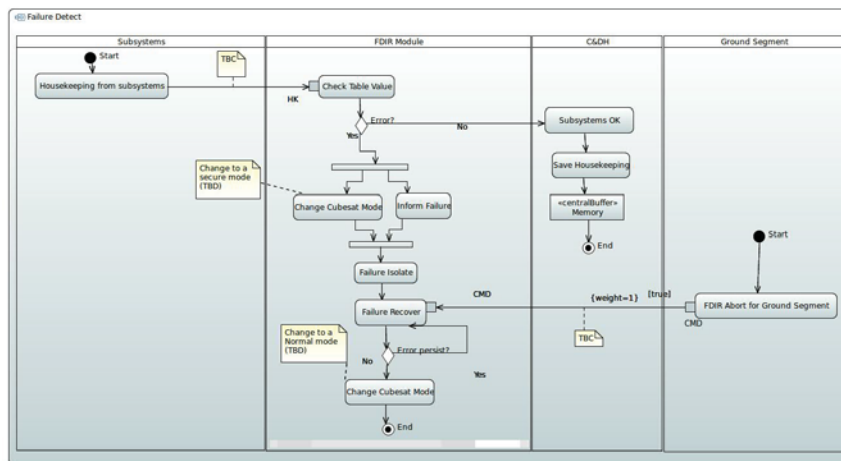 Failure Detect
Subsystems
FDIR Module
C&DH
Ground Segment
Start
TBC
Housekeeping from subsystems
HK
Check Table Value
Error?
No
Yes
Subsystems OK
Save Housekeeping
«centralBuffer»
Memory
End
Change to a
secure mode
(TBD)
Change Cubesat Mode
Inform Failure
Failure Isolate
Start
CMD
{weight=1}
[true]
FDIR Abort for Ground Segment
CMD
TBC
Failure Recover
Change to a
Normal mode
(TBD)
Error persist?
No
Yes
Change Cubesat Mode
End